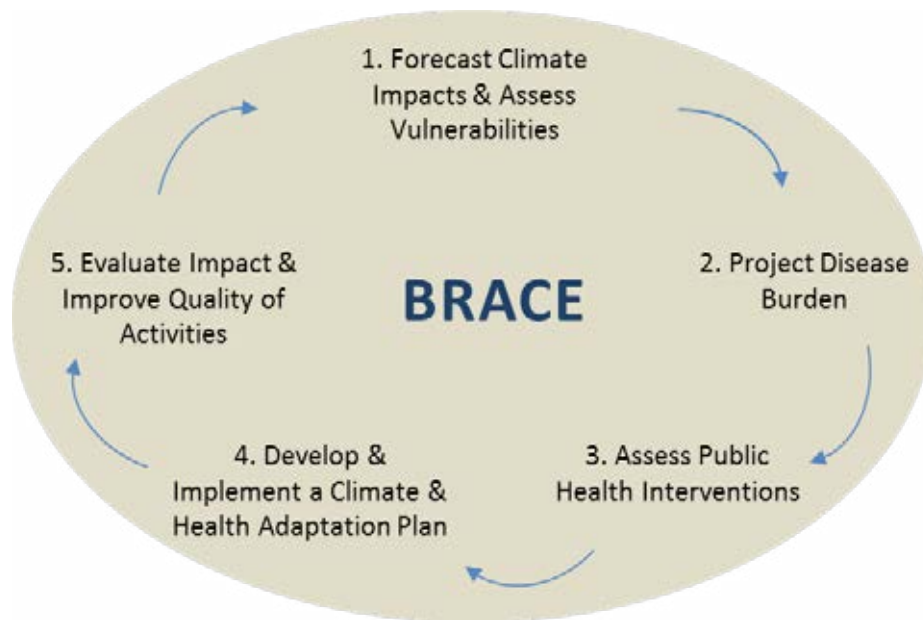 1. Forecast Climate
Impacts & Assess
Vulnerabilities
2. Project Disease
Burden
3. Assess Public
Health Interventions
4. Develop &
Implement a Climate &
Health Adaptation Plan
5. Evaluate Impact &
Improve Quality of
Activities
BRACE